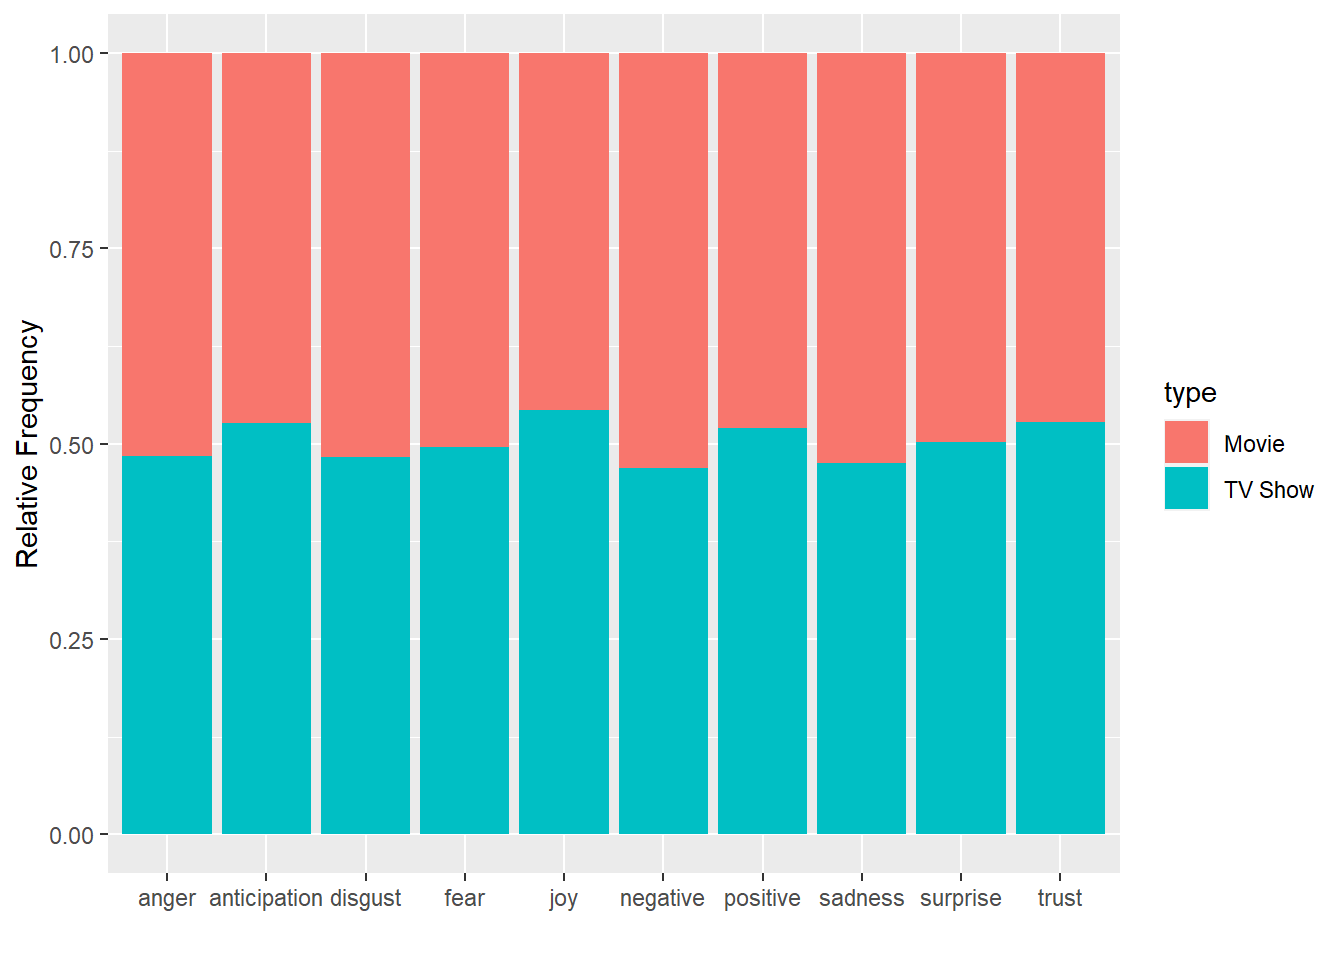 1.00
0.75
0.50
0.25
0.00
Relative Frequency
anger anticipation disgust fear joy negative positive sadness surprise trust
type
Movie
TV Show